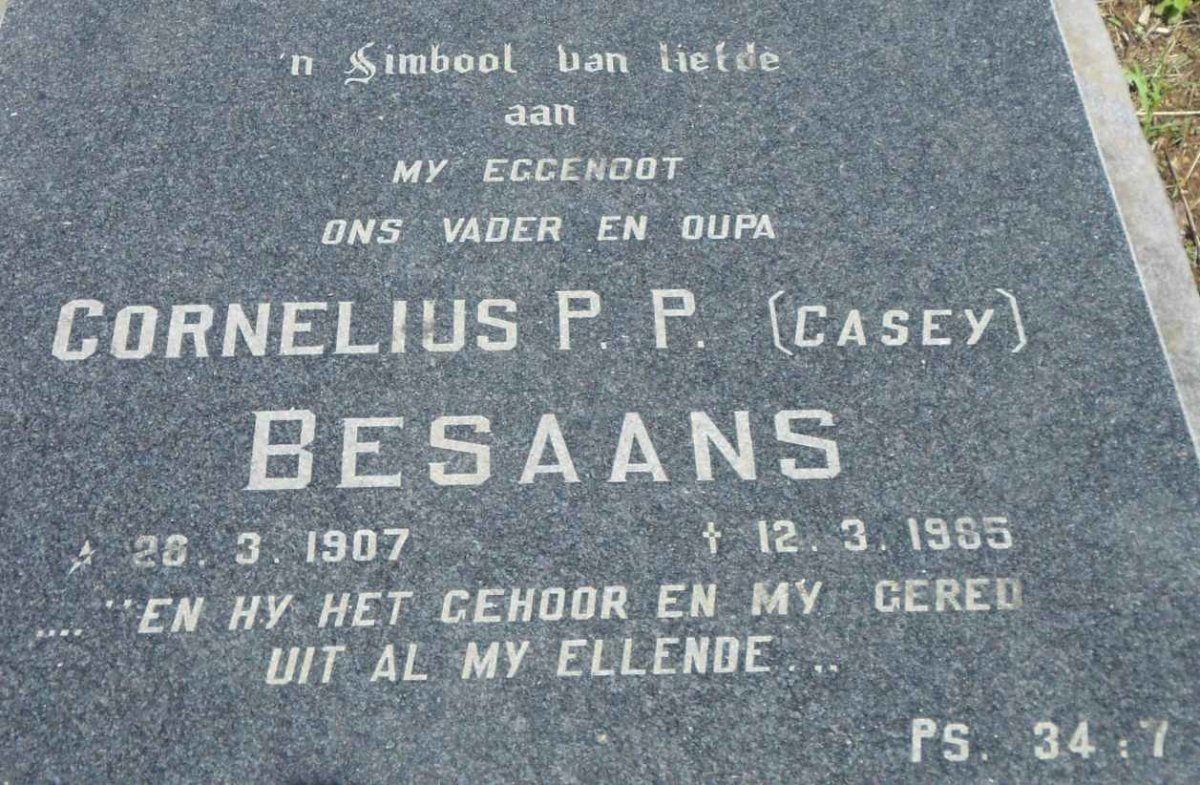 'n Simbool van liefde
aan
MY EGGENOOT
ONS VADER EN OUPA
CORNELIUS P. P. (CASEY)
BESAANS
28. 3. 1907 † 12. 3. 1985
.... "EN HY HET GEHOOR EN MY GERED
UIT AL MY ELLENDE...
PS. 34:7